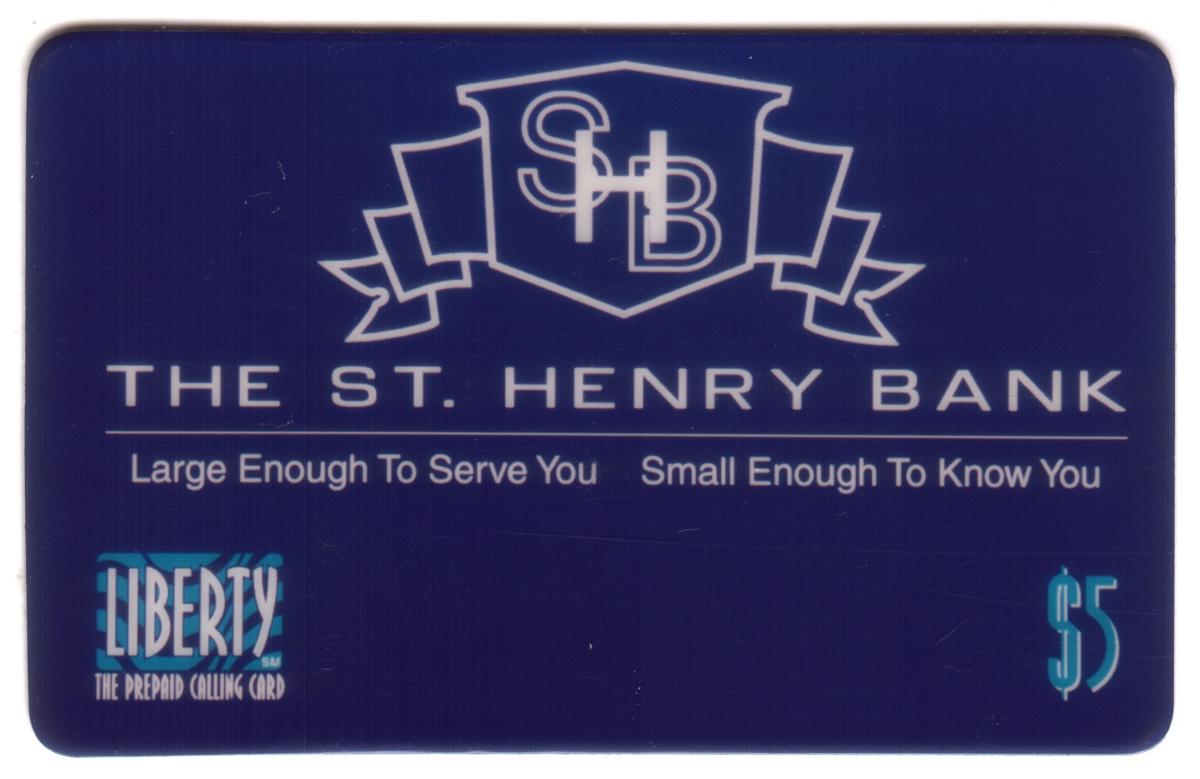 SHB
THE ST. HENRY BANK
Large Enough To Serve You Small Enough To Know You
LIBERTY
SM
THE PREPAID CALLING CARD
$5